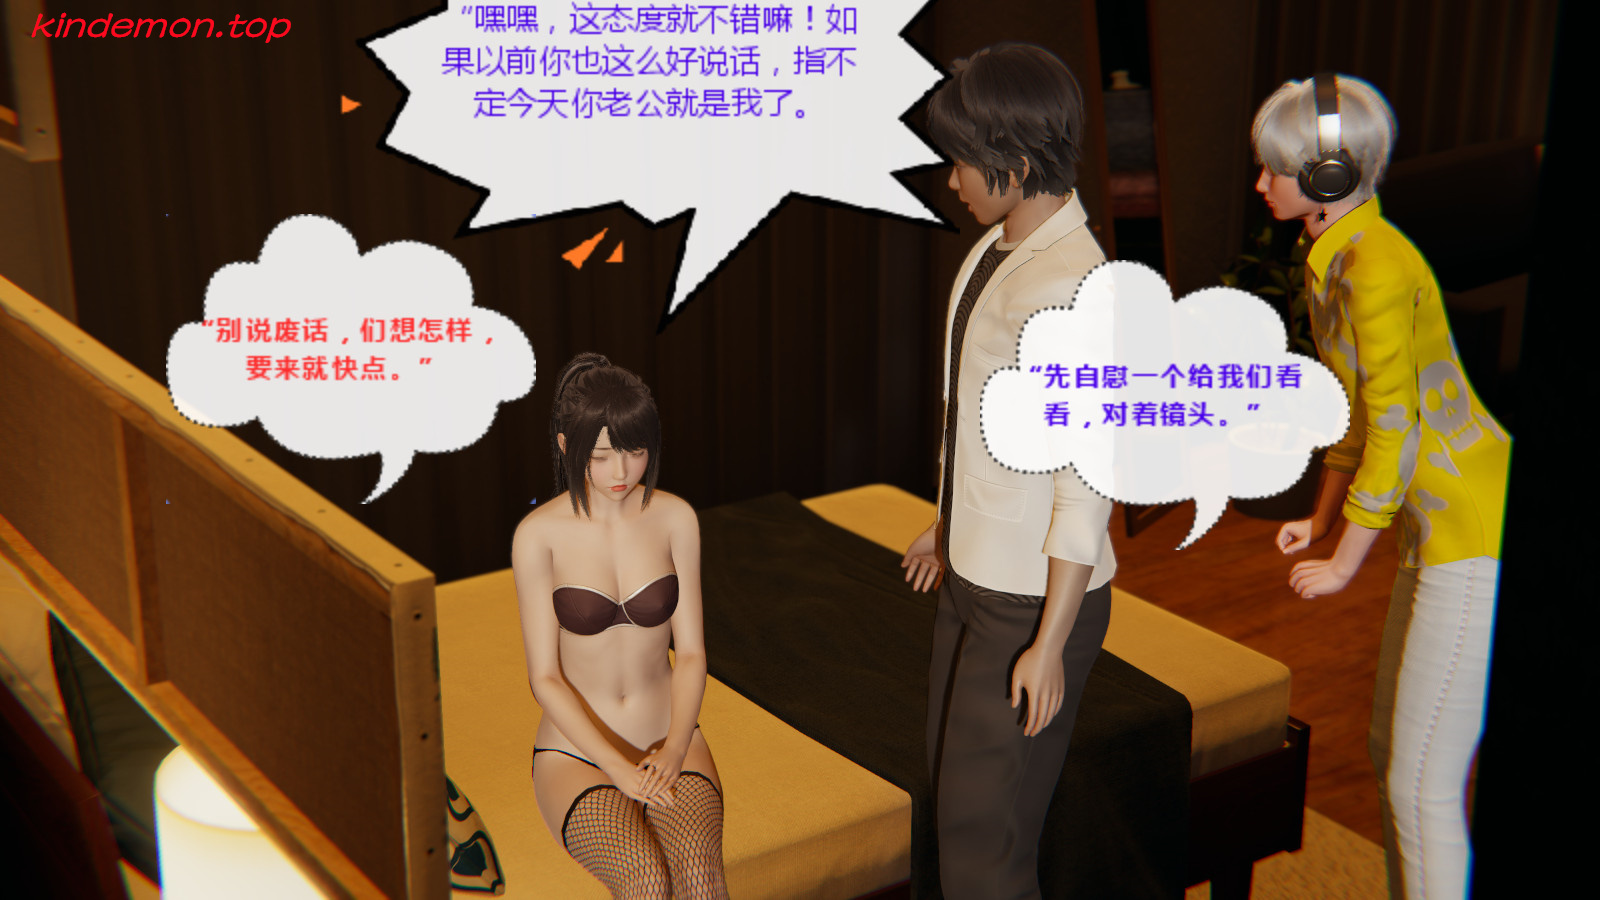 kindemon.top
“嘿嘿，这态度就不错嘛！如
果以前你也这么好说话，指不
定今天你老公就是我了。
“别说废话，们想怎样，
要来就快点。”
“先自慰一个给我们看
看，对着镜头。”